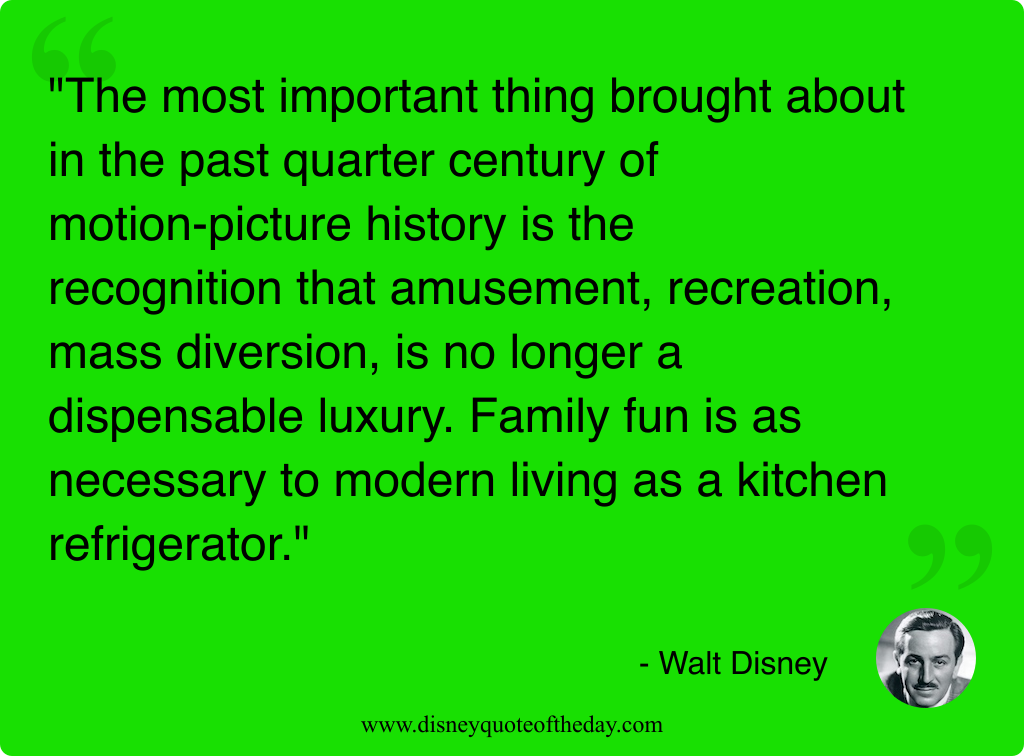 "The most important thing brought about
in the past quarter century of
motion-picture history is the
recognition that amusement, recreation,
mass diversion, is no longer a
dispensable luxury. Family fun is as
necessary to modern living as a kitchen
refrigerator."
- Walt Disney
www.disneyquoteoftheday.com